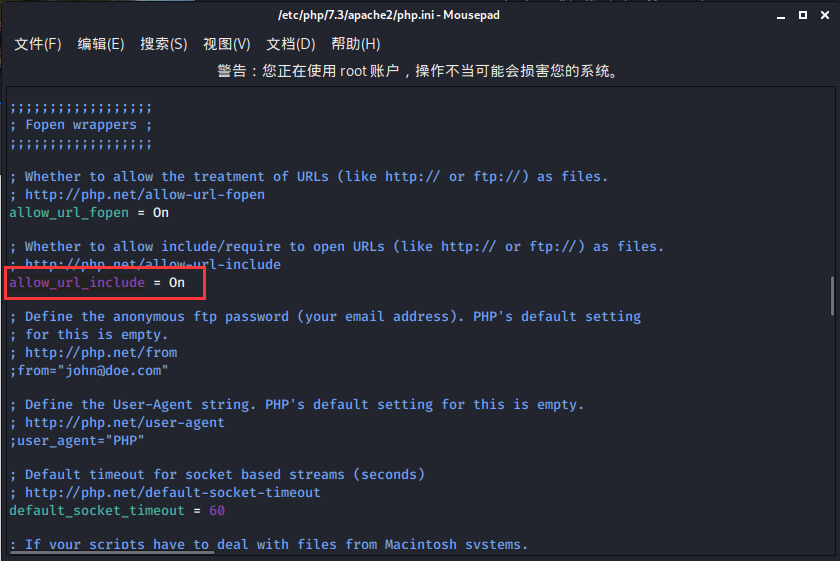 /etc/php/7.3/apache2/php.ini - Mousepad
文件(F) 编辑(E) 搜索(S) 视图(V) 文档(D) 帮助(H)
警告：您正在使用 root 账户，操作不当可能会损害您的系统。
;;;;;;;;;;;;;;;;;;
; Fopen wrappers ;
;;;;;;;;;;;;;;;;;;
; Whether to allow the treatment of URLs (like http:// or ftp://) as files.
; http://php.net/allow-url-fopen
allow_url_fopen = On
; Whether to allow include/require to open URLs (like http:// or ftp://) as files.
; http://php.net/allow-url-include
allow_url_include = On
; Define the anonymous ftp password (your email address). PHP's default setting
; for this is empty.
; http://php.net/from
;from="john@doe.com"
; Define the User-Agent string. PHP's default setting for this is empty.
; http://php.net/user-agent
;user_agent="PHP"
; Default timeout for socket based streams (seconds)
; http://php.net/default-socket-timeout
default_socket_timeout = 60
; If your scripts have to deal with files from Macintosh systems.